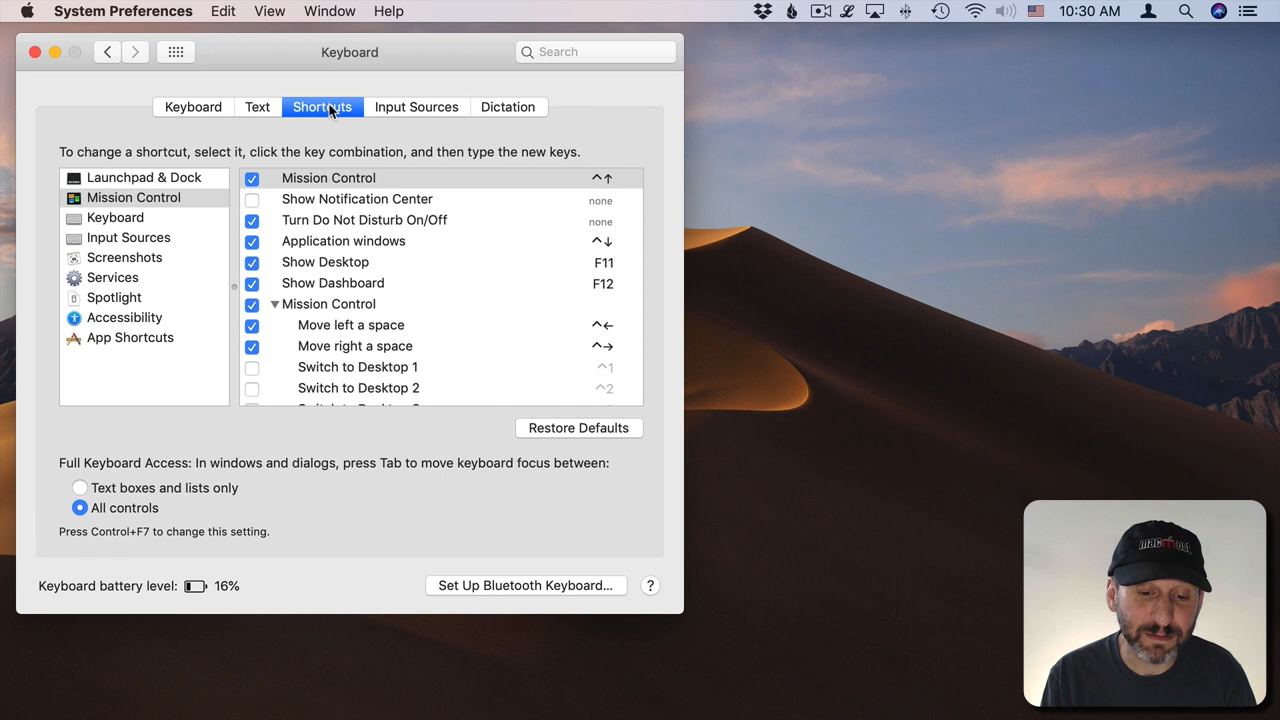 System Preferences Edit View Window Help 10:30 AM
Keyboard Search
Keyboard Text Shortcuts Input Sources Dictation
To change a shortcut, select it, click the key combination, and then type the new keys.
Launchpad & Dock
Mission Control
Keyboard
Input Sources
Screenshots
Services
Spotlight
Accessibility
App Shortcuts
Mission Control ^↑
Show Notification Center none
Turn Do Not Disturb On/Off none
Application windows ^↓
Show Desktop F11
Show Dashboard F12
Mission Control
Move left a space ^←
Move right a space ^→
Switch to Desktop 1 ^1
Switch to Desktop 2 ^2
Restore Defaults
Full Keyboard Access: In windows and dialogs, press Tab to move keyboard focus between:
Text boxes and lists only
All controls
Press Control+F7 to change this setting.
Keyboard battery level: 16% Set Up Bluetooth Keyboard... ?
macmost